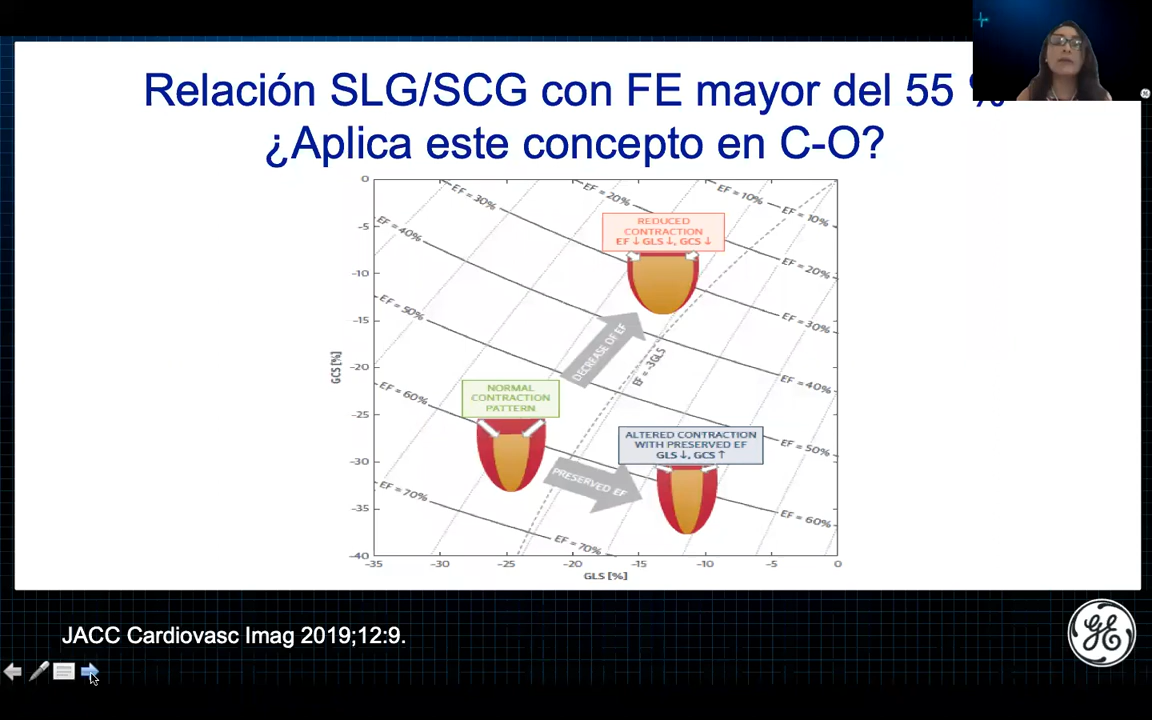 Relación SLG/SCG con FE mayor del 55 %
¿Aplica este concepto en C-O?
0
-5
-10
-15
-20
-25
-30
-35
-40
GCS [%]
EF = 30%
EF = 20%
EF = 10%
EF = 10%
EF = 40%
EF = 20%
EF = 50%
EF = 30%
EF = 60%
EF = 40%
EF = 70%
EF = 50%
EF = 60%
EF = 70%
REDUCED
CONTRACTION
EF ↓ GLS ↓, GCS ↓
DECREASE OF EF
EF = -3GLS
NORMAL
CONTRACTION
PATTERN
ALTERED CONTRACTION
WITH PRESERVED EF
GLS ↓, GCS ↑
PRESERVED EF
-35
-30
-25
-20
-15
-10
-5
0
GLS [%]
JACC Cardiovasc Imag 2019;12:9.
GE